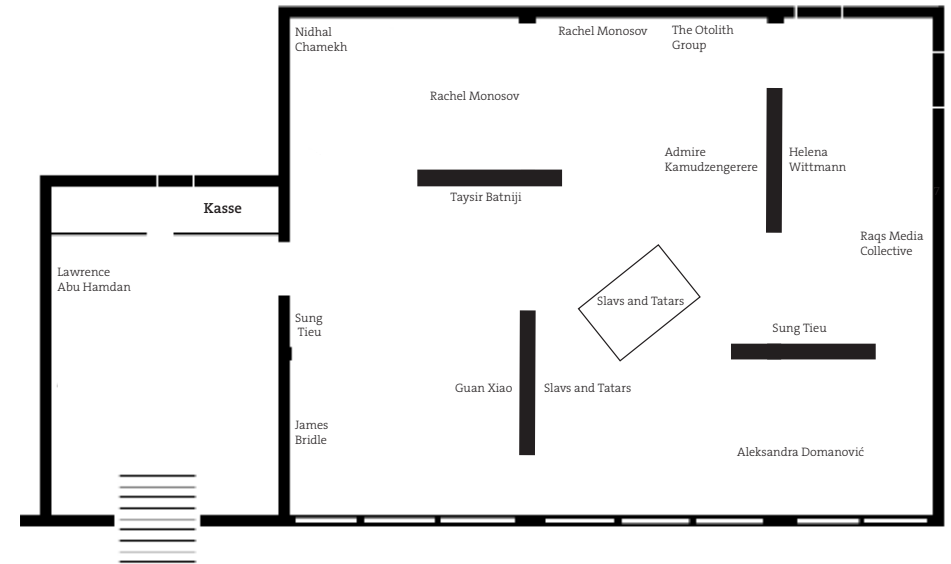 Nidhal
Chamekh
Rachel Monosov
The Otolith
Group
Rachel Monosov
Admire
Kamudzengerere
Helena
Wittmann
Taysir Batniji
Kasse
Raqs Media
Collective
Lawrence
Abu Hamdan
Slavs and Tatars
Sung
Tieu
Sung Tieu
Guan Xiao
Slavs and Tatars
James
Bridle
Aleksandra Domanović